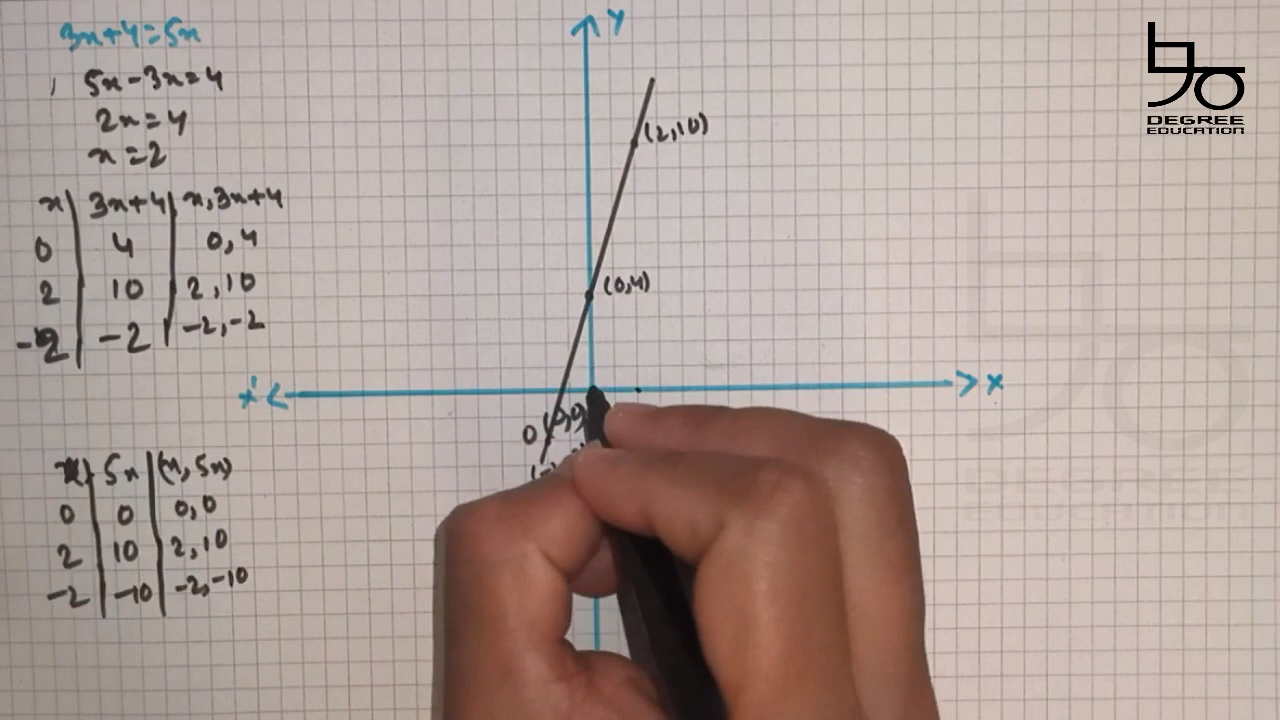 3x+4=5x
5x-3x=4
2x=4
x=2
x | 3x+4 | x,3x+4
0 | 4 | 0,4
2 | 10 | 2,10
-2 | -2 | -2,-2
x | 5x | (x,5x)
0 | 0 | 0,0
2 | 10 | 2,10
-2 | -10 | -2,-10
Y
(2,10)
(0,4)
x'
x
DEGREE
EDUCATION